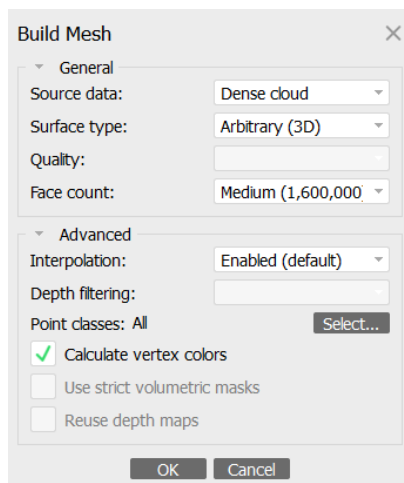 Build Mesh
General
Source data: Dense cloud
Surface type: Arbitrary (3D)
Quality:
Face count: Medium (1,600,000
Advanced
Interpolation: Enabled (default)
Depth filtering:
Point classes: All Select...
Calculate vertex colors
Use strict volumetric masks
Reuse depth maps
OK Cancel